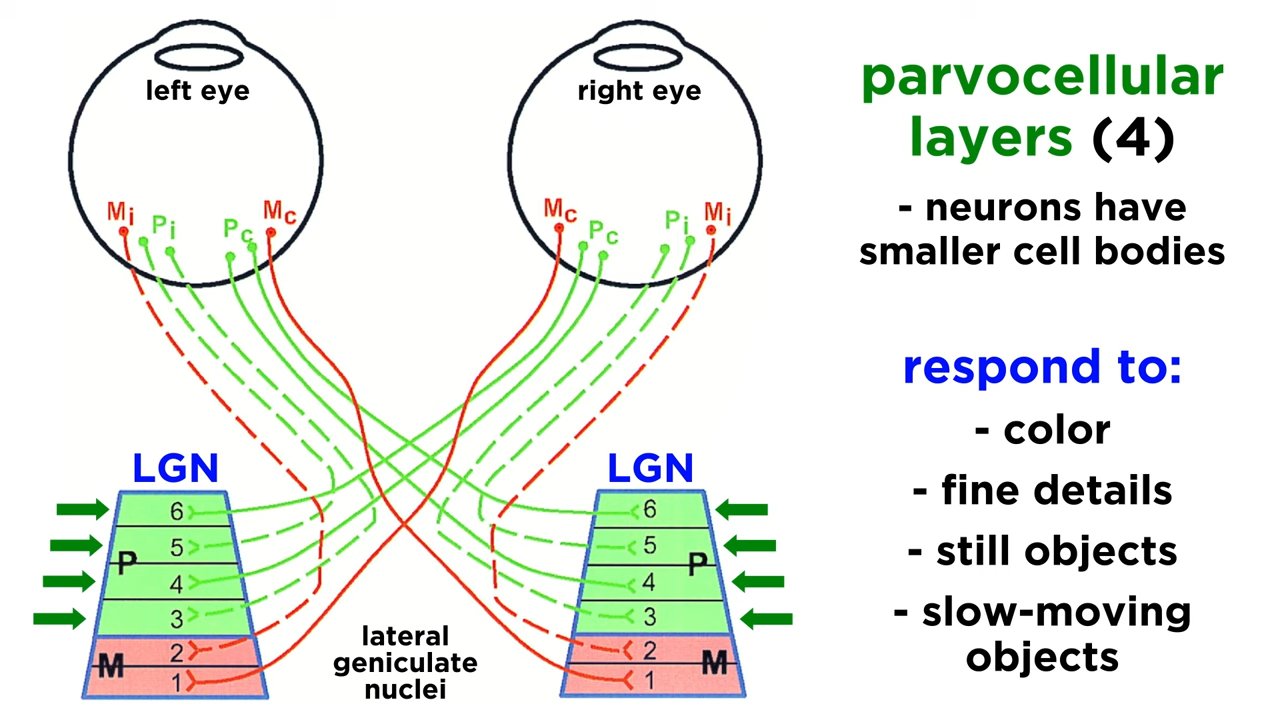 left eye
right eye
Mi
Pi
Pc
Mc
Mc
Pc
Pi
Mi
LGN
LGN
6
5
P
4
3
2
M
1
6
5
P
4
3
2
M
1
lateral
geniculate
nuclei
parvocellular
layers (4)
- neurons have
smaller cell bodies
respond to:
- color
- fine details
- still objects
- slow-moving
objects